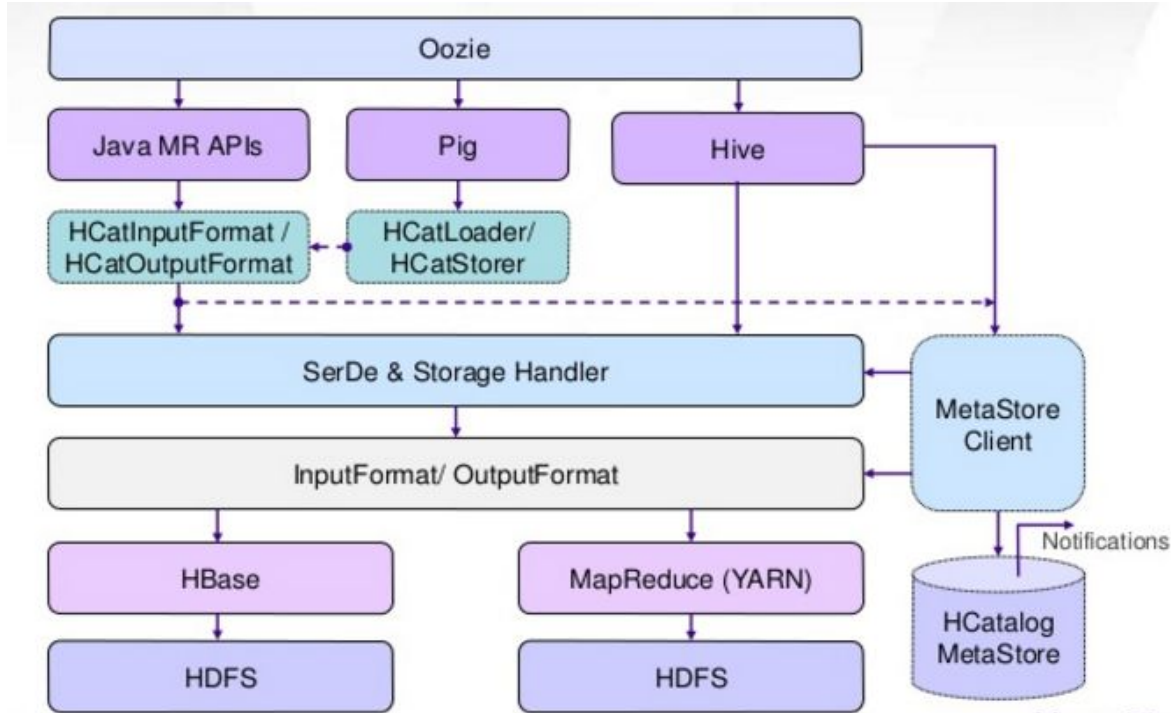 Oozie
Java MR APIs
Pig
Hive
HCatInputFormat /
HCatOutputFormat
HCatLoader/
HCatStorer
SerDe & Storage Handler
MetaStore
Client
InputFormat/ OutputFormat
Notifications
HBase
MapReduce (YARN)
HCatalog
MetaStore
HDFS
HDFS